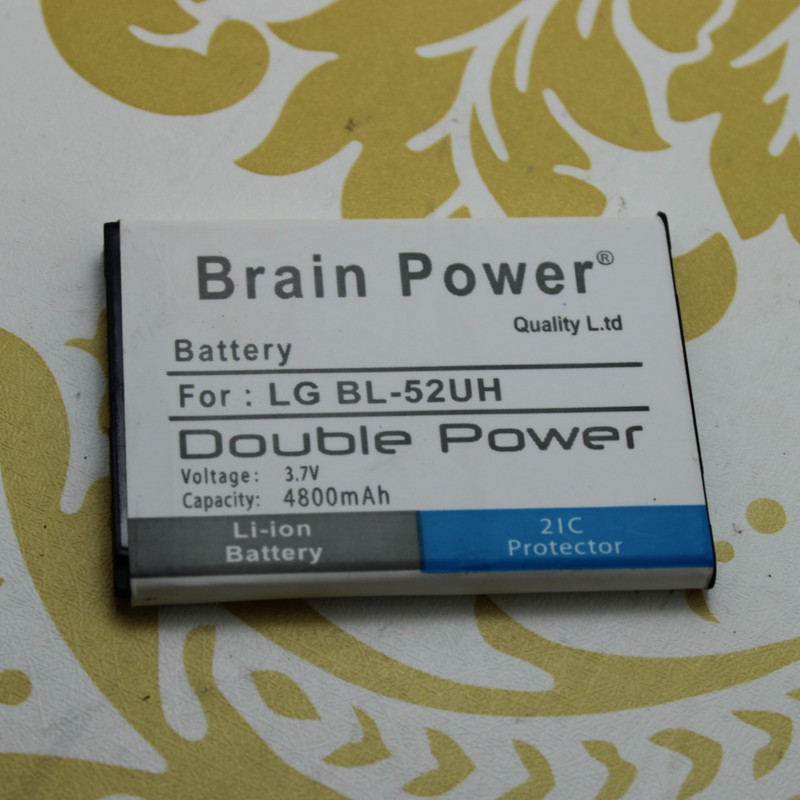 Brain Power®
Quality L.td
Battery
For : LG BL-52UH
Double Power
Voltage: 3.7V
Capacity: 4800mAh
Li-ion
Battery
2IC
Protector